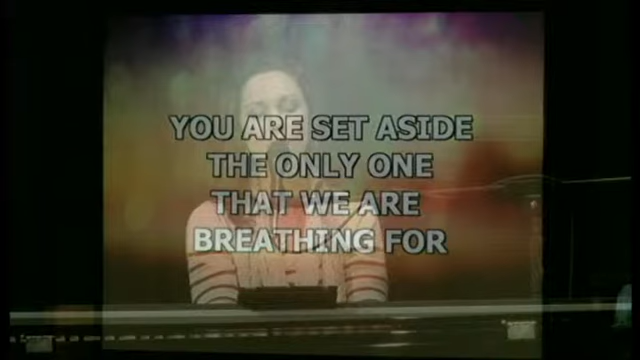 YOU ARE SET ASIDE
THE ONLY ONE
THAT WE ARE
BREATHING FOR